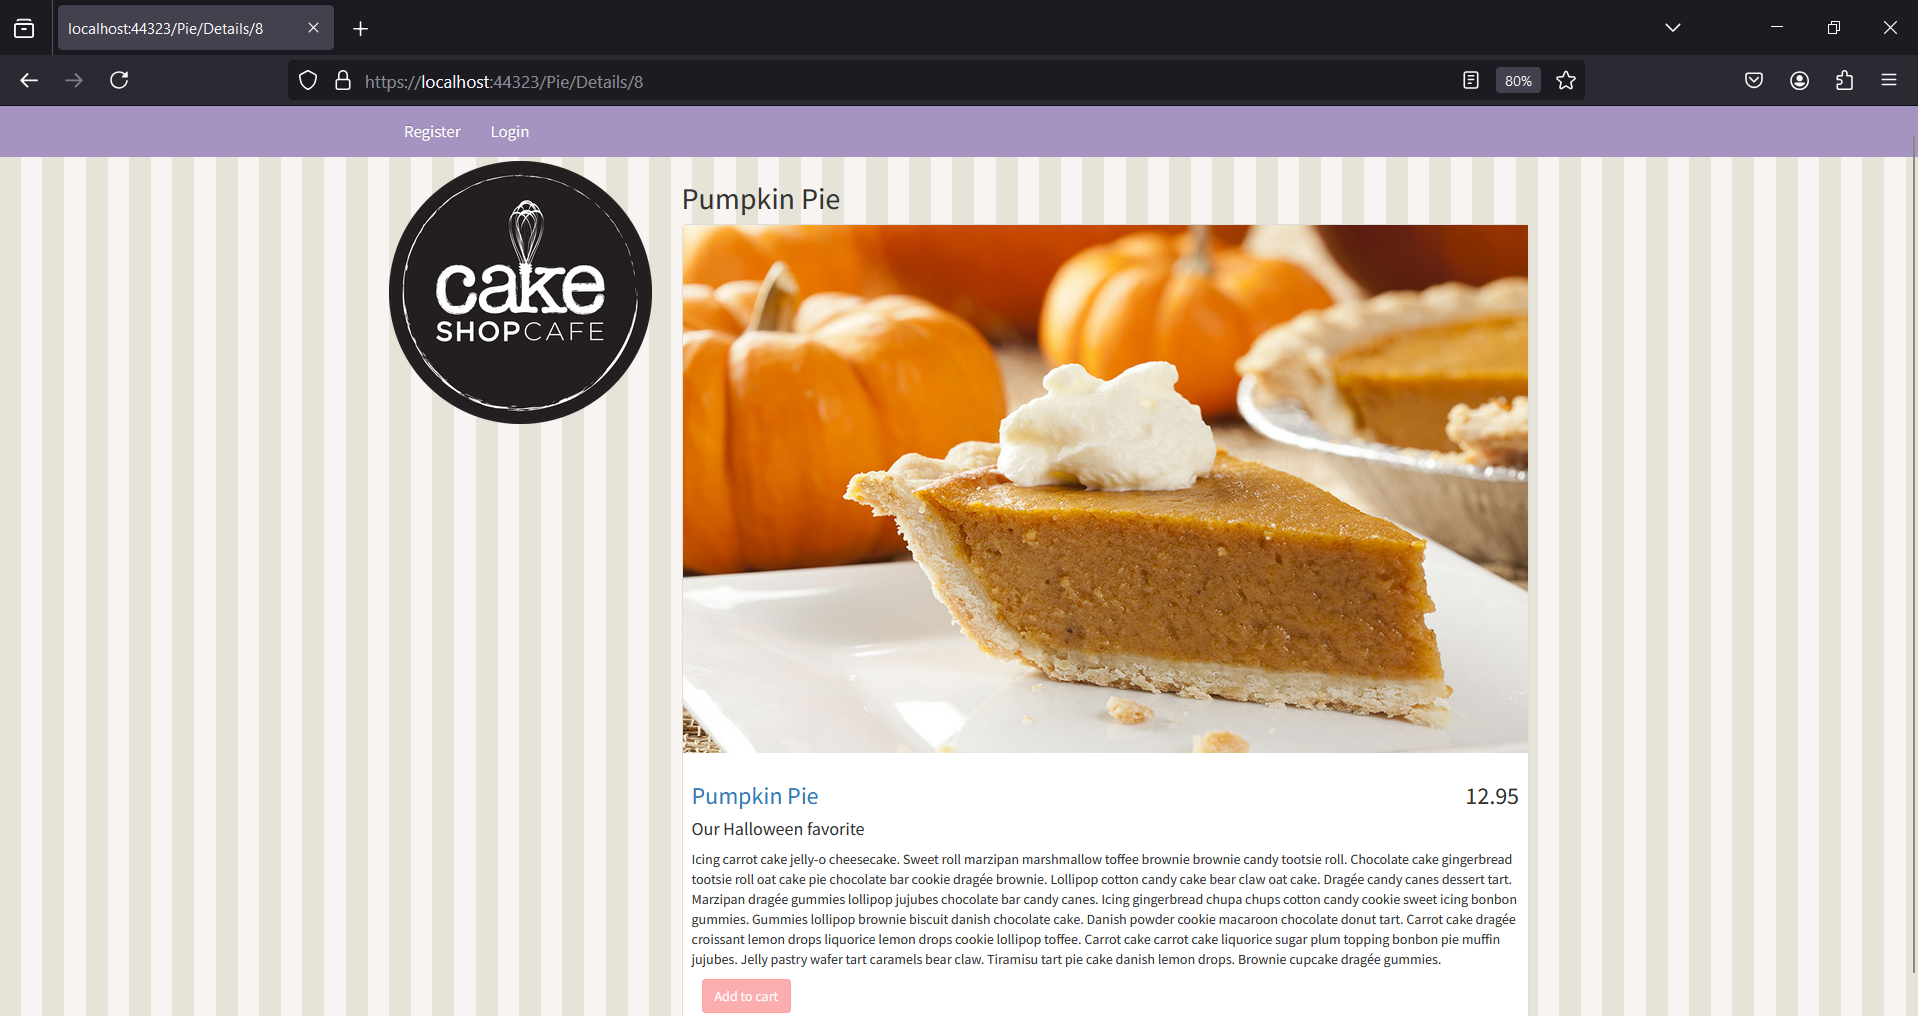 localhost:44323/Pie/Details/8
https://localhost:44323/Pie/Details/8
80%
Register Login
cake
SHOPCAFE
Pumpkin Pie
Pumpkin Pie 12.95
Our Halloween favorite
Icing carrot cake jelly-o cheesecake. Sweet roll marzipan marshmallow toffee brownie brownie candy tootsie roll. Chocolate cake gingerbread
tootsie roll oat cake pie chocolate bar cookie dragée brownie. Lollipop cotton candy cake bear claw oat cake. Dragée candy canes dessert tart.
Marzipan dragée gummies lollipop jujubes chocolate bar candy canes. Icing gingerbread chupa chups cotton candy cookie sweet icing bonbon
gummies. Gummies lollipop brownie biscuit danish chocolate cake. Danish powder cookie macaroon chocolate donut tart. Carrot cake dragée
croissant lemon drops liquorice lemon drops cookie lollipop toffee. Carrot cake carrot cake liquorice sugar plum topping bonbon pie muffin
jujubes. Jelly pastry wafer tart caramels bear claw. Tiramisu tart pie cake danish lemon drops. Brownie cupcake dragée gummies.
Add to cart